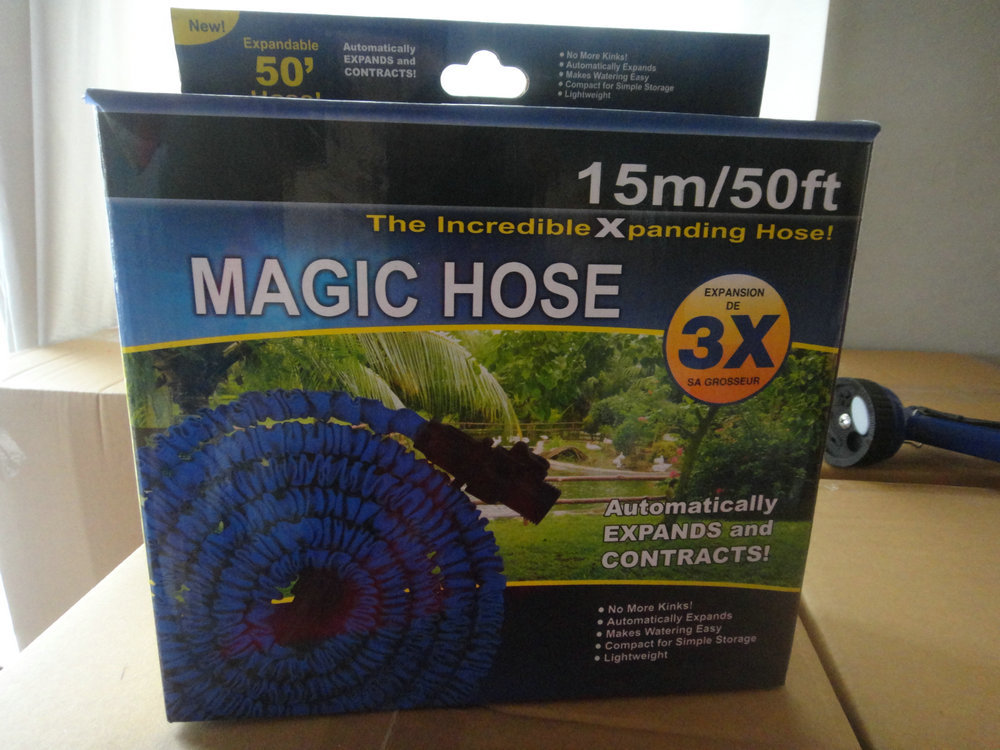 New!
Expandable
50'
Hose!
Automatically
EXPANDS and
CONTRACTS!
• No More Kinks!
• Automatically Expands
• Makes Watering Easy
• Compact for Simple Storage
• Lightweight
15m/50ft
The Incredible Xpanding Hose!
MAGIC HOSE
EXPANSION
DE
3X
SA GROSSEUR
Automatically
EXPANDS and
CONTRACTS!
• No More Kinks!
• Automatically Expands
• Makes Watering Easy
• Compact for Simple Storage
• Lightweight